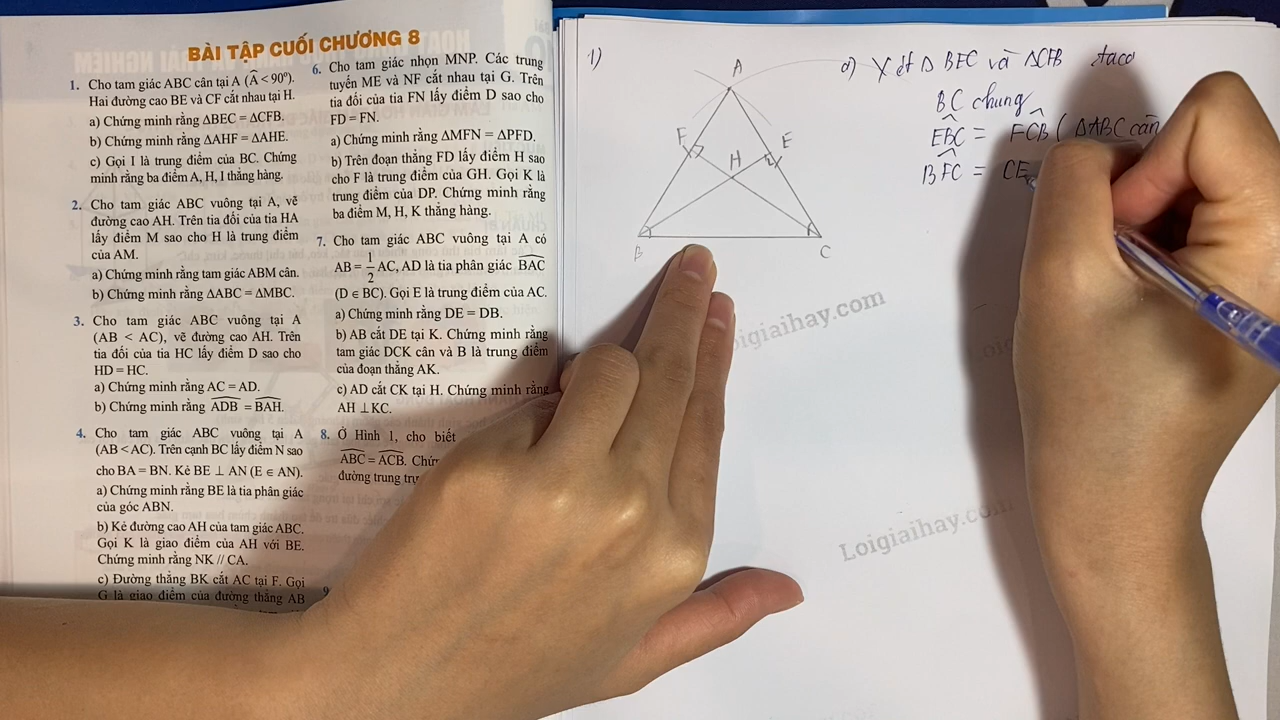 BÀI TẬP CUỐI CHƯƠNG 8
1. Cho tam giác ABC cân tại A (Â < 90°).
Hai đường cao BE và CF cắt nhau tại H.
a) Chứng minh rằng ΔBEC = ΔCFB.
b) Chứng minh rằng ΔAHF = ΔAHE.
c) Gọi I là trung điểm của BC. Chứng
minh rằng ba điểm A, H, I thẳng hàng.
2. Cho tam giác ABC vuông tại A, vẽ
đường cao AH. Trên tia đối của tia HA
lấy điểm M sao cho H là trung điểm
của AM.
a) Chứng minh rằng tam giác ABM cân.
b) Chứng minh rằng ΔABC = ΔMBC.
3. Cho tam giác ABC vuông tại A
(AB < AC), vẽ đường cao AH. Trên
tia đối của tia HC lấy điểm D sao cho
HD = HC.
a) Chứng minh rằng AC = AD.
b) Chứng minh rằng ADB = BAH.
4. Cho tam giác ABC vuông tại A
(AB < AC). Trên cạnh BC lấy điểm N sao
cho BA = BN. Kẻ BE ⊥ AN (E ∈ AN).
a) Chứng minh rằng BE là tia phân giác
của góc ABN.
b) Kẻ đường cao AH của tam giác ABC.
Gọi K là giao điểm của AH với BE.
Chứng minh rằng NK // CA.
c) Đường thẳng BK cắt AC tại F. Gọi
G là giao điểm của đường thẳng AB
6. Cho tam giác nhọn MNP. Các trung
tuyến ME và NF cắt nhau tại G. Trên
tia đối của tia FN lấy điểm D sao cho
FD = FN.
a) Chứng minh rằng ΔMFN = ΔPFD.
b) Trên đoạn thẳng FD lấy điểm H sao
cho F là trung điểm của GH. Gọi K là
trung điểm của DP. Chứng minh rằng
ba điểm M, H, K thẳng hàng.
7. Cho tam giác ABC vuông tại A có
AB = 1/2 AC, AD là tia phân giác BAC
(D ∈ BC). Gọi E là trung điểm của AC.
a) Chứng minh rằng DE = DB.
b) AB cắt DE tại K. Chứng minh rằng
tam giác DCK cân và B là trung điểm
của đoạn thẳng AK.
c) AD cắt CK tại H. Chứng minh rằng
AH ⊥ KC.
8. Ở Hình 1, cho biết
ABC = ACB. Chứ
đường trung trự
9
1)
A
F
E
H
B
C
a) Xét Δ BEC và ΔCFB ta có
BC chung
EBC = FCB (ΔABC cân
BFC = CE
Loigiaihay.com
Loigiaihay.com